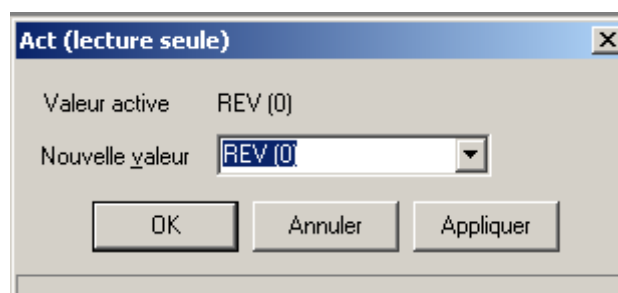 Act (lecture seule)
Valeur active REV (0)
Nouvelle valeur REV (0)
OK Annuler Appliquer